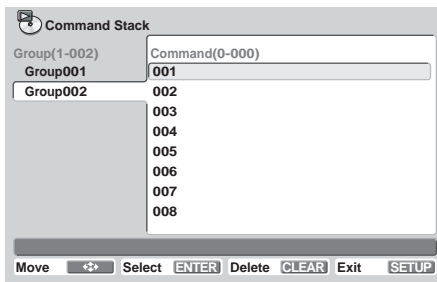 Command Stack
Group(1-002)
Group001
Group002
Command(0-000)
001
002
003
004
005
006
007
008
Move Select ENTER Delete CLEAR Exit SETUP